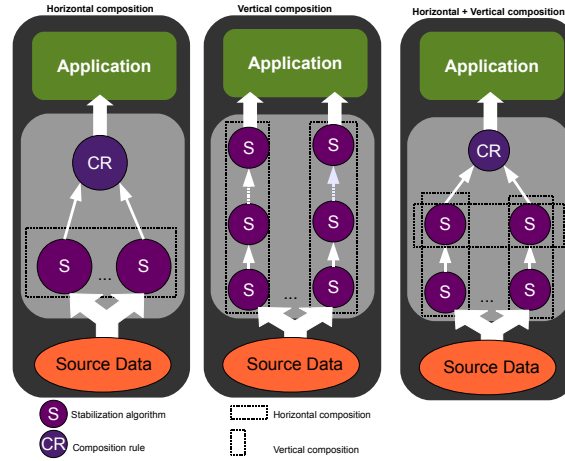 Horizontal composition
Vertical composition
Horizontal + Vertical composition
Application
Application
Application
CR
S
S
...
Source Data
S
S
S
S
S
S
...
Source Data
CR
S
S
S
S
...
Source Data
S Stabilization algorithm
Horizontal composition
CR Composition rule
Vertical composition